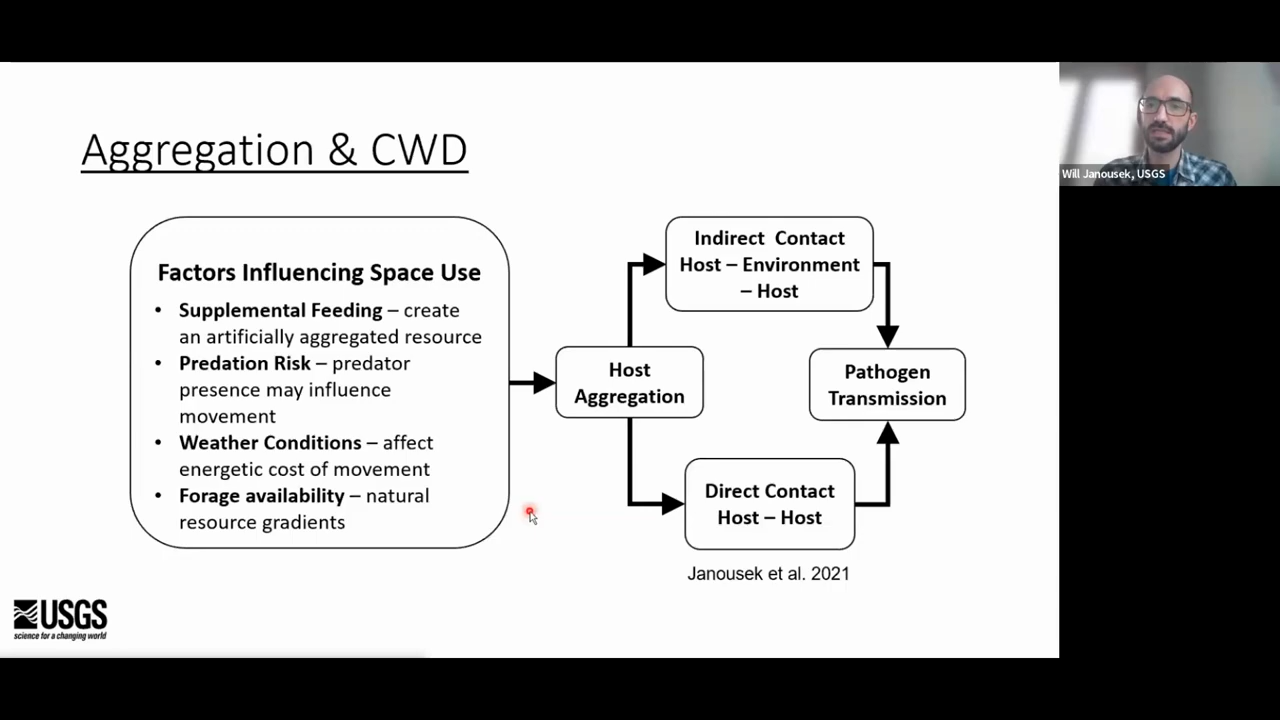 Aggregation & CWD
Factors Influencing Space Use
• Supplemental Feeding – create
an artificially aggregated resource
• Predation Risk – predator
presence may influence
movement
• Weather Conditions – affect
energetic cost of movement
• Forage availability – natural
resource gradients
Host
Aggregation
Indirect Contact
Host – Environment
– Host
Direct Contact
Host – Host
Pathogen
Transmission
Janousek et al. 2021
USGS
science for a changing world
Will Janousek, USGS